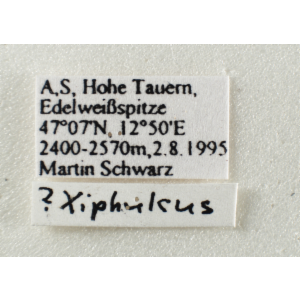 A,S, Hohe Tauern,
Edelweißspitze
47°07'N, 12°50'E
2400-2570m,2.8.1995
Martin Schwarz
? Xiphulcus